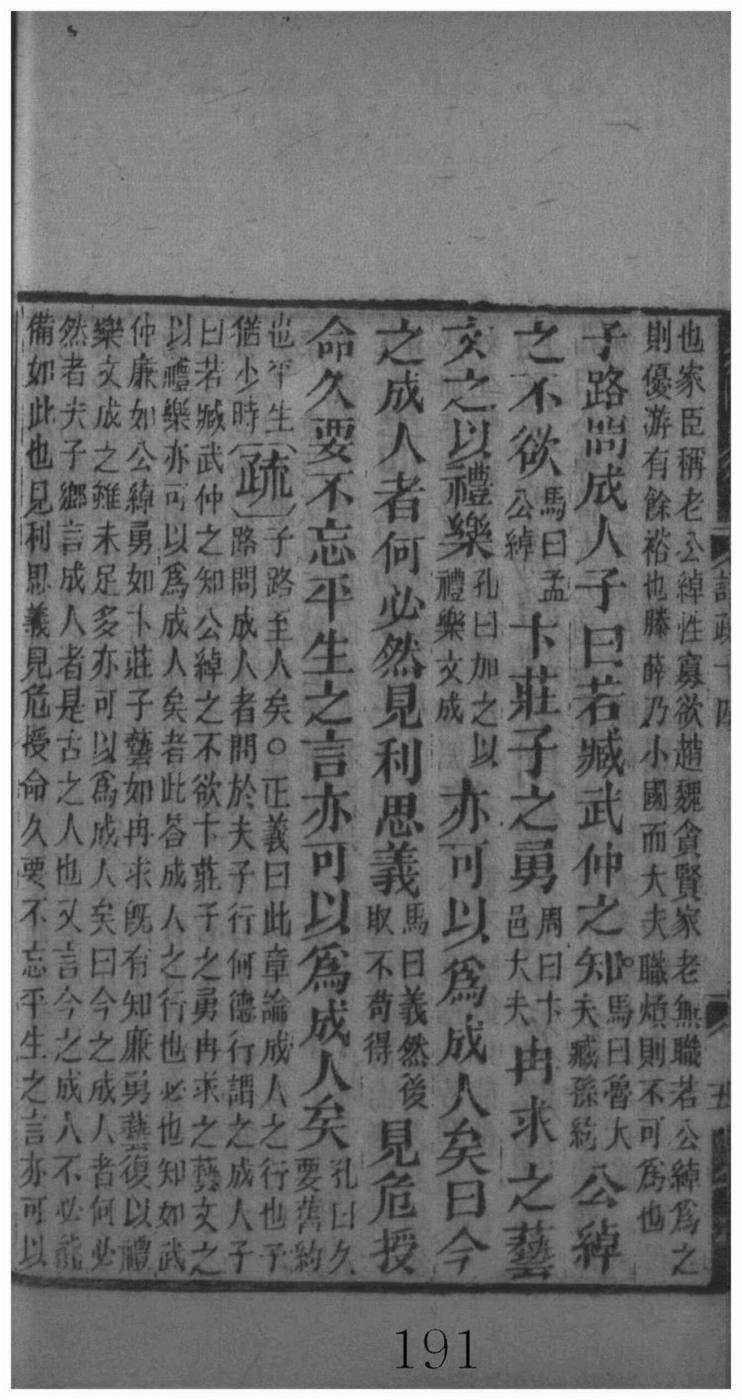 也家臣稱老公綽性寡欲趙魏貪賢家老無職若公綽爲之
則優游有餘裕也滕薛乃小國而大夫職煩則不可爲也
子路問成人子曰若臧武仲之知馬曰魯大夫臧孫紇公綽
之不欲馬曰孟公綽卞莊子之勇周曰卞邑大夫冉求之藝
文之以禮樂孔曰加之以禮樂文成亦可以爲成人矣曰今
之成人者何必然見利思義馬曰義然後取不苟得見危授
命久要不忘平生之言亦可以爲成人矣孔曰久要舊約
也平生猶少時疏子路至人矣○正義曰此章論成人之行也子
路問成人者問於夫子行何德行謂之成人子
曰若臧武仲之知公綽之不欲卞莊子之勇冉求之藝文之
以禮樂亦可以爲成人矣者此答成人之行也必也知如武
仲廉如公綽勇如卞莊子藝如冉求旣有知廉勇藝復以禮
樂文成之雖未足多亦可以爲成人矣曰今之成人者何必
然者夫子鄉言成人者是古之人也又言今之成人不必能
備如此也見利思義見危授命久要不忘平生之言亦可以
191